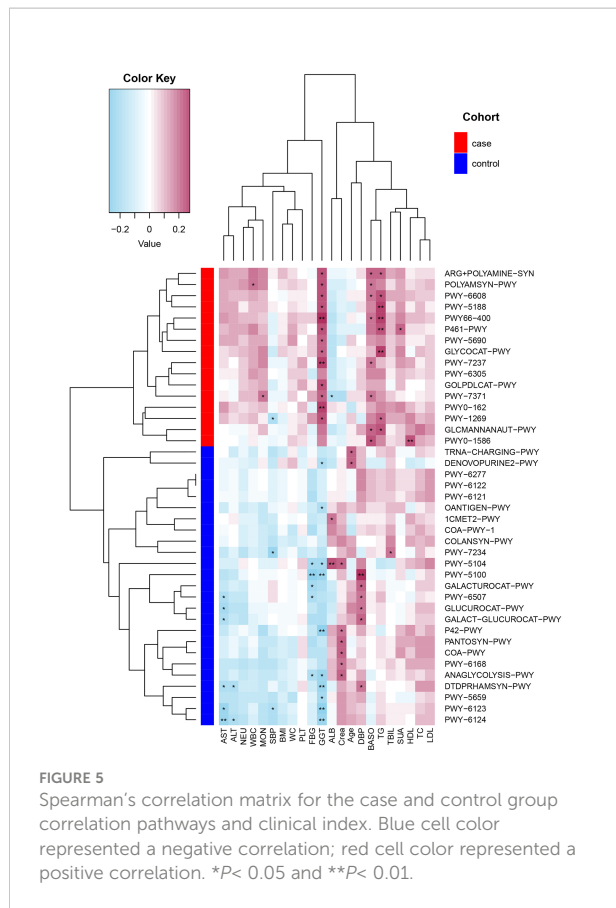 Color Key
−0.2 0 0.2
Value
Cohort
case
control
ARG+POLYAMINE−SYN
POLYAMSYN−PWY
PWY−6608
PWY−5188
PWY66−400
P461−PWY
PWY−5690
GLYCOCAT−PWY
PWY−7237
PWY−6305
GOLPDLCAT−PWY
PWY−7371
PWY0−162
PWY−1269
GLCMANNANAUT−PWY
PWY0−1586
TRNA−CHARGING−PWY
DENOVOPURINE2−PWY
PWY−6277
PWY−6122
PWY−6121
OANTIGEN−PWY
1CMET2−PWY
COA−PWY−1
COLANSYN−PWY
PWY−7234
PWY−5104
PWY−5100
GALACTUROCAT−PWY
PWY−6507
GLUCUROCAT−PWY
GALACT−GLUCUROCAT−PWY
P42−PWY
PANTOSYN−PWY
COA−PWY
PWY−6168
ANAGLYCOLYSIS−PWY
DTDPRHAMSYN−PWY
PWY−5659
PWY−6123
PWY−6124
AST ALT NEU WBC MON SBP BMI WC PLT FBG GGT ALB Crea Age DBP BASO TG TBIL SUA HDL TC LDL
FIGURE 5
Spearman's correlation matrix for the case and control group
correlation pathways and clinical index. Blue cell color
represented a negative correlation; red cell color represented a
positive correlation. *P< 0.05 and **P< 0.01.